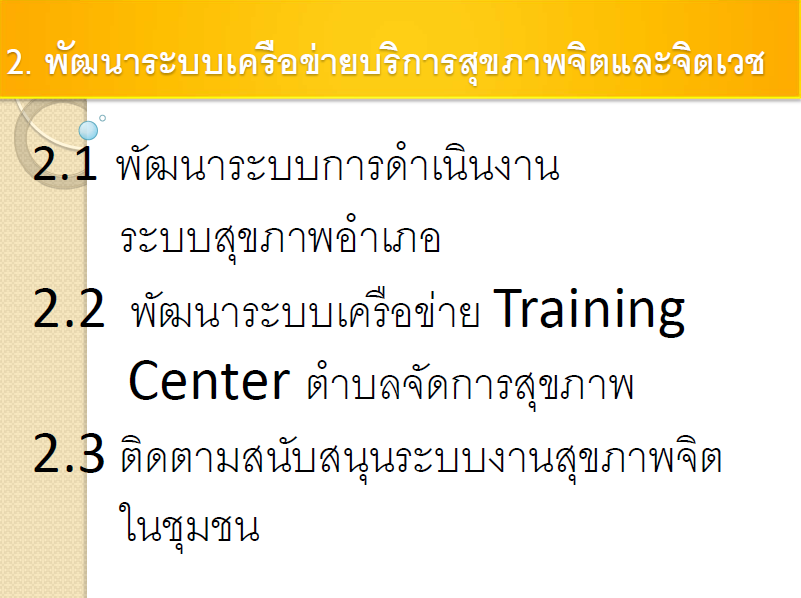 2. พัฒนาระบบเครือข่ายบริการสุขภาพจิตและจิตเวช
2.1 พัฒนาระบบการดำเนินงาน
ระบบสุขภาพอำเภอ
2.2 พัฒนาระบบเครือข่าย Training
Center ตำบลจัดการสุขภาพ
2.3 ติดตามสนับสนุนระบบงานสุขภาพจิต
ในชุมชน